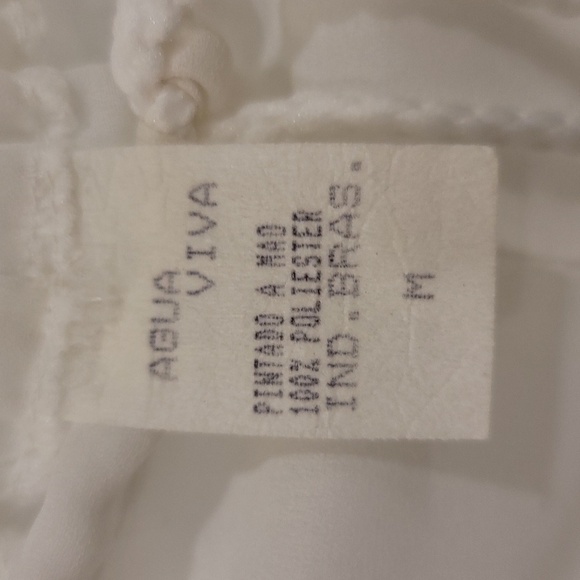 AGUA
VIVA
PINTADO A MAO
100% POLIESTER
IND.BRAS.
M